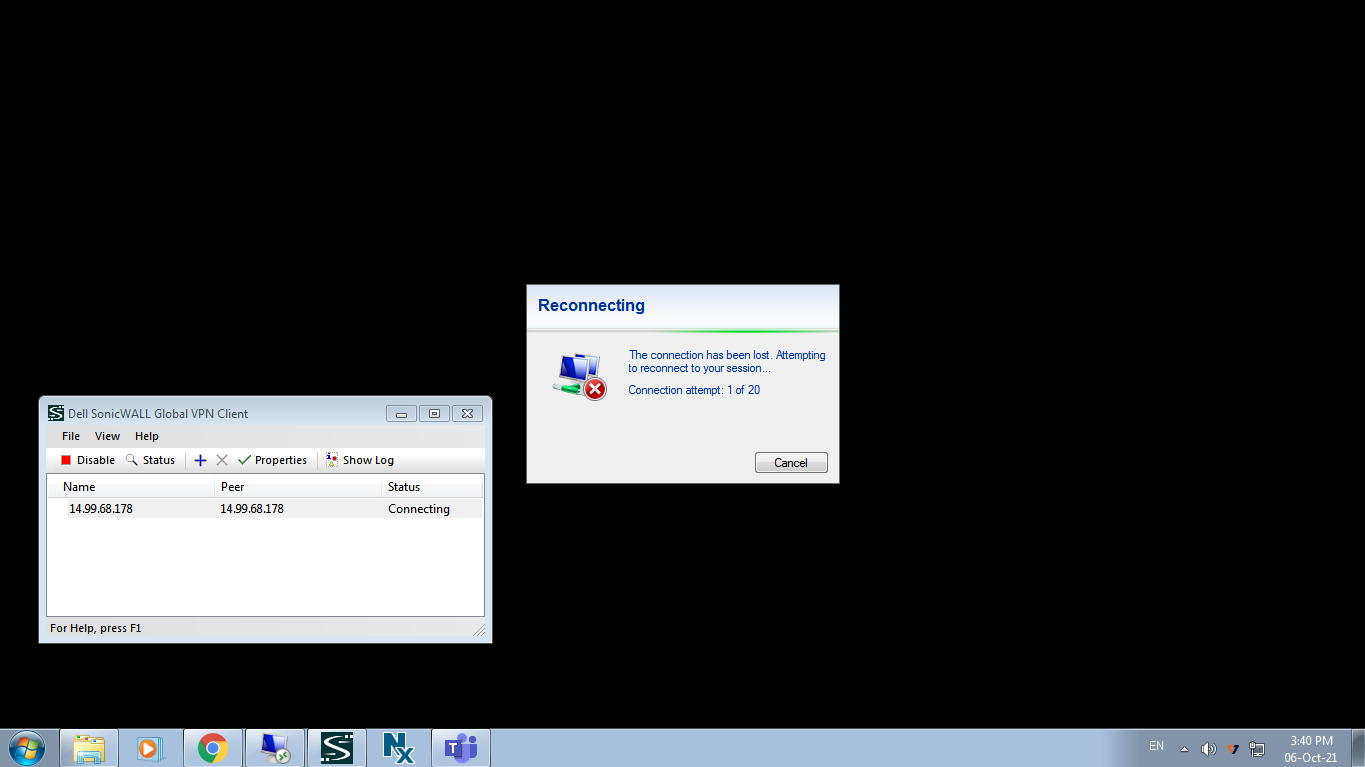 Reconnecting
The connection has been lost. Attempting
to reconnect to your session...
Connection attempt: 1 of 20
Cancel
Dell SonicWALL Global VPN Client
File View Help
Disable Status Properties Show Log
Name Peer Status
14.99.68.178 14.99.68.178 Connecting
For Help, press F1
EN
3:40 PM
06-Oct-21